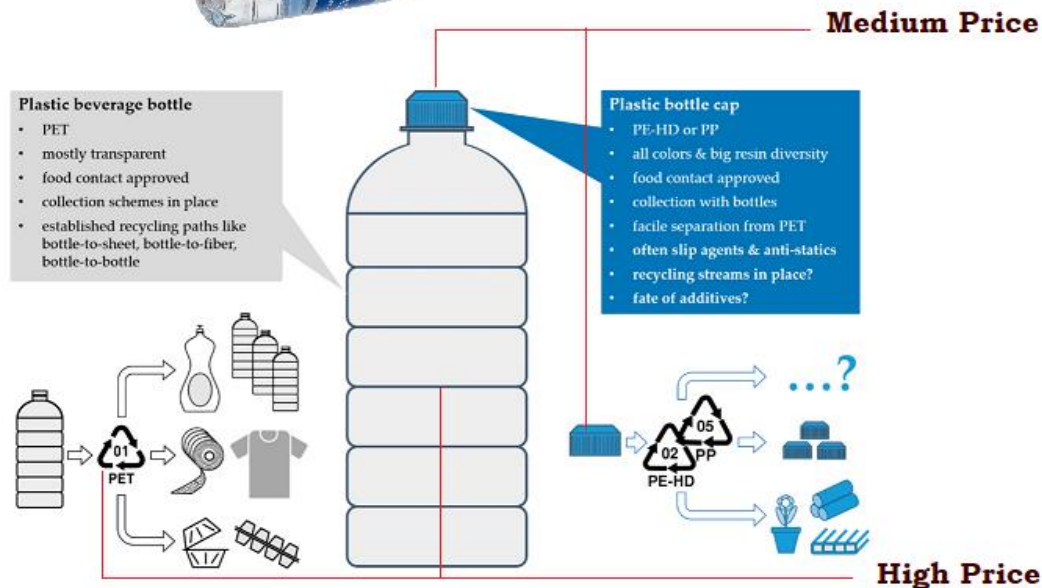 Medium Price
Plastic beverage bottle
• PET
• mostly transparent
• food contact approved
• collection schemes in place
• established recycling paths like
bottle-to-sheet, bottle-to-fiber,
bottle-to-bottle
Plastic bottle cap
• PE-HD or PP
• all colors & big resin diversity
• food contact approved
• collection with bottles
• facile separation from PET
• often slip agents & anti-statics
• recycling streams in place?
• fate of additives?
01
PET
...?
05
PP
02
PE-HD
High Price